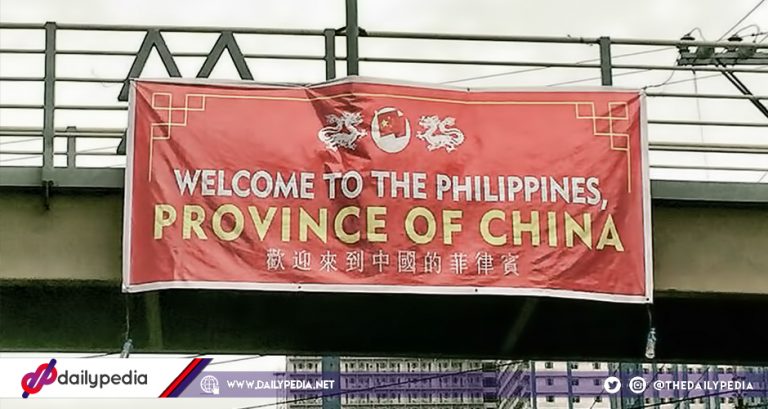 WELCOME TO THE PHILIPPINES,
PROVINCE OF CHINA
歡迎來到中國的菲律賓
dailypedia
WWW.DAILYPEDIA.NET
@THEDAILYPEDIA